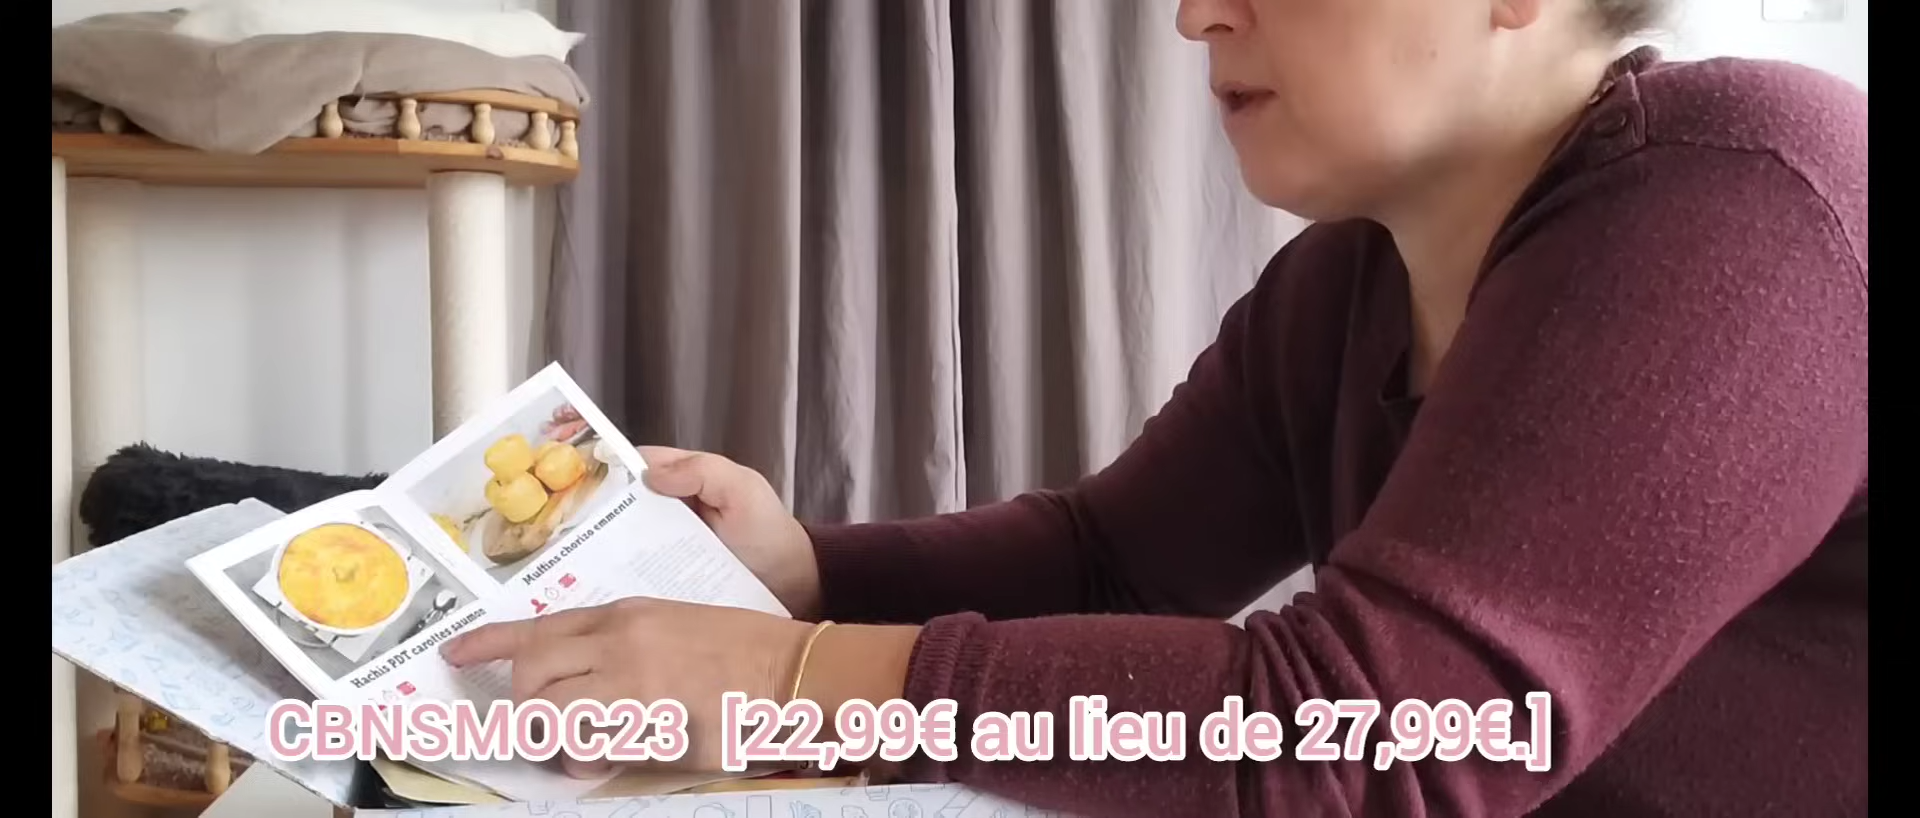 Muffins chorizo emmental
Hachis PDT carottes saumon
CBNSMOC23 [22,99€ au lieu de 27,99€.]